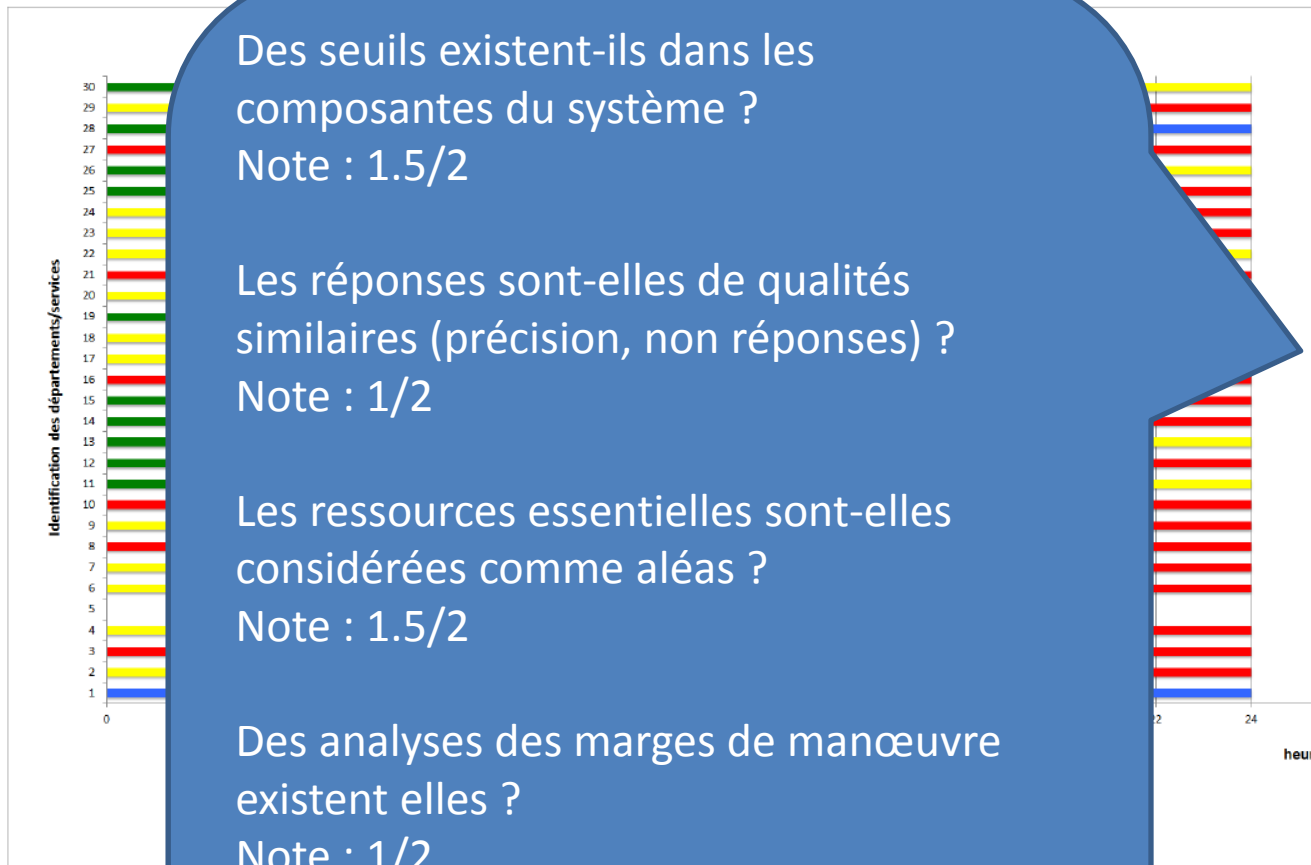 Des seuils existent-ils dans les
composantes du système ?
Note : 1.5/2
Les réponses sont-elles de qualités
similaires (précision, non réponses) ?
Note : 1/2
Les ressources essentielles sont-elles
considérées comme aléas ?
Note : 1.5/2
Des analyses des marges de manœuvre
existent elles ?
Note : 1/2
Identification des départements/services
30
29
28
27
26
25
24
23
22
21
20
19
18
17
16
15
14
13
12
11
10
9
8
7
6
5
4
3
2
1
0
24